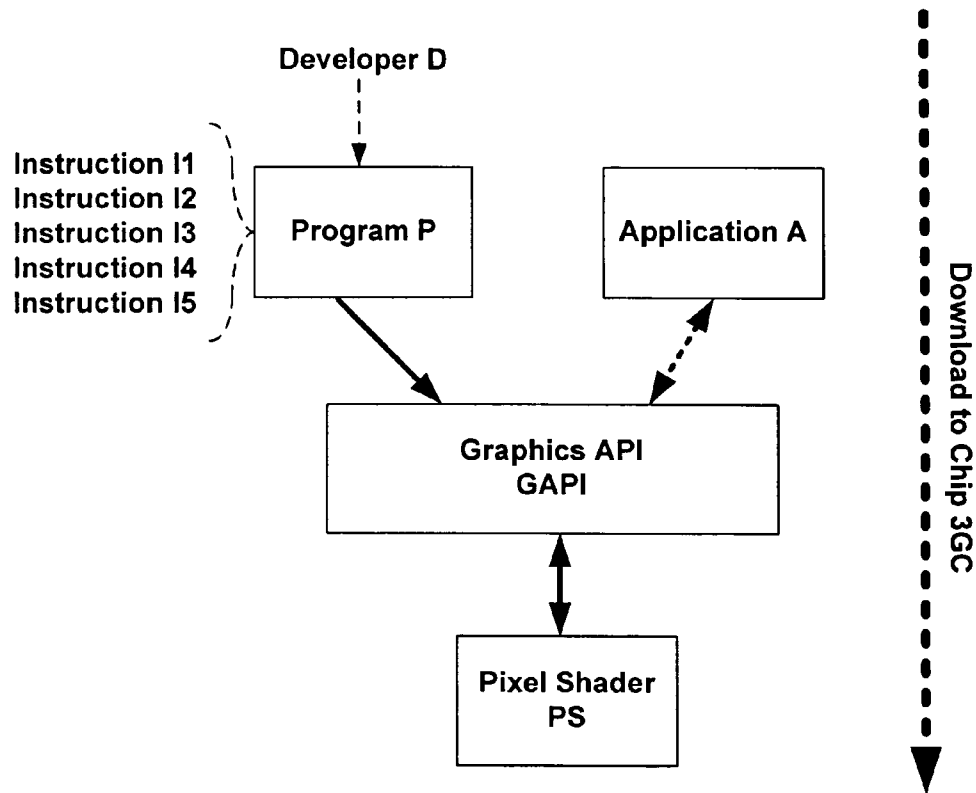 Developer D
Instruction I1
Instruction I2
Instruction I3
Instruction I4
Instruction I5
Program P
Application A
Graphics API
GAPI
Pixel Shader
PS
Download to Chip 3GC